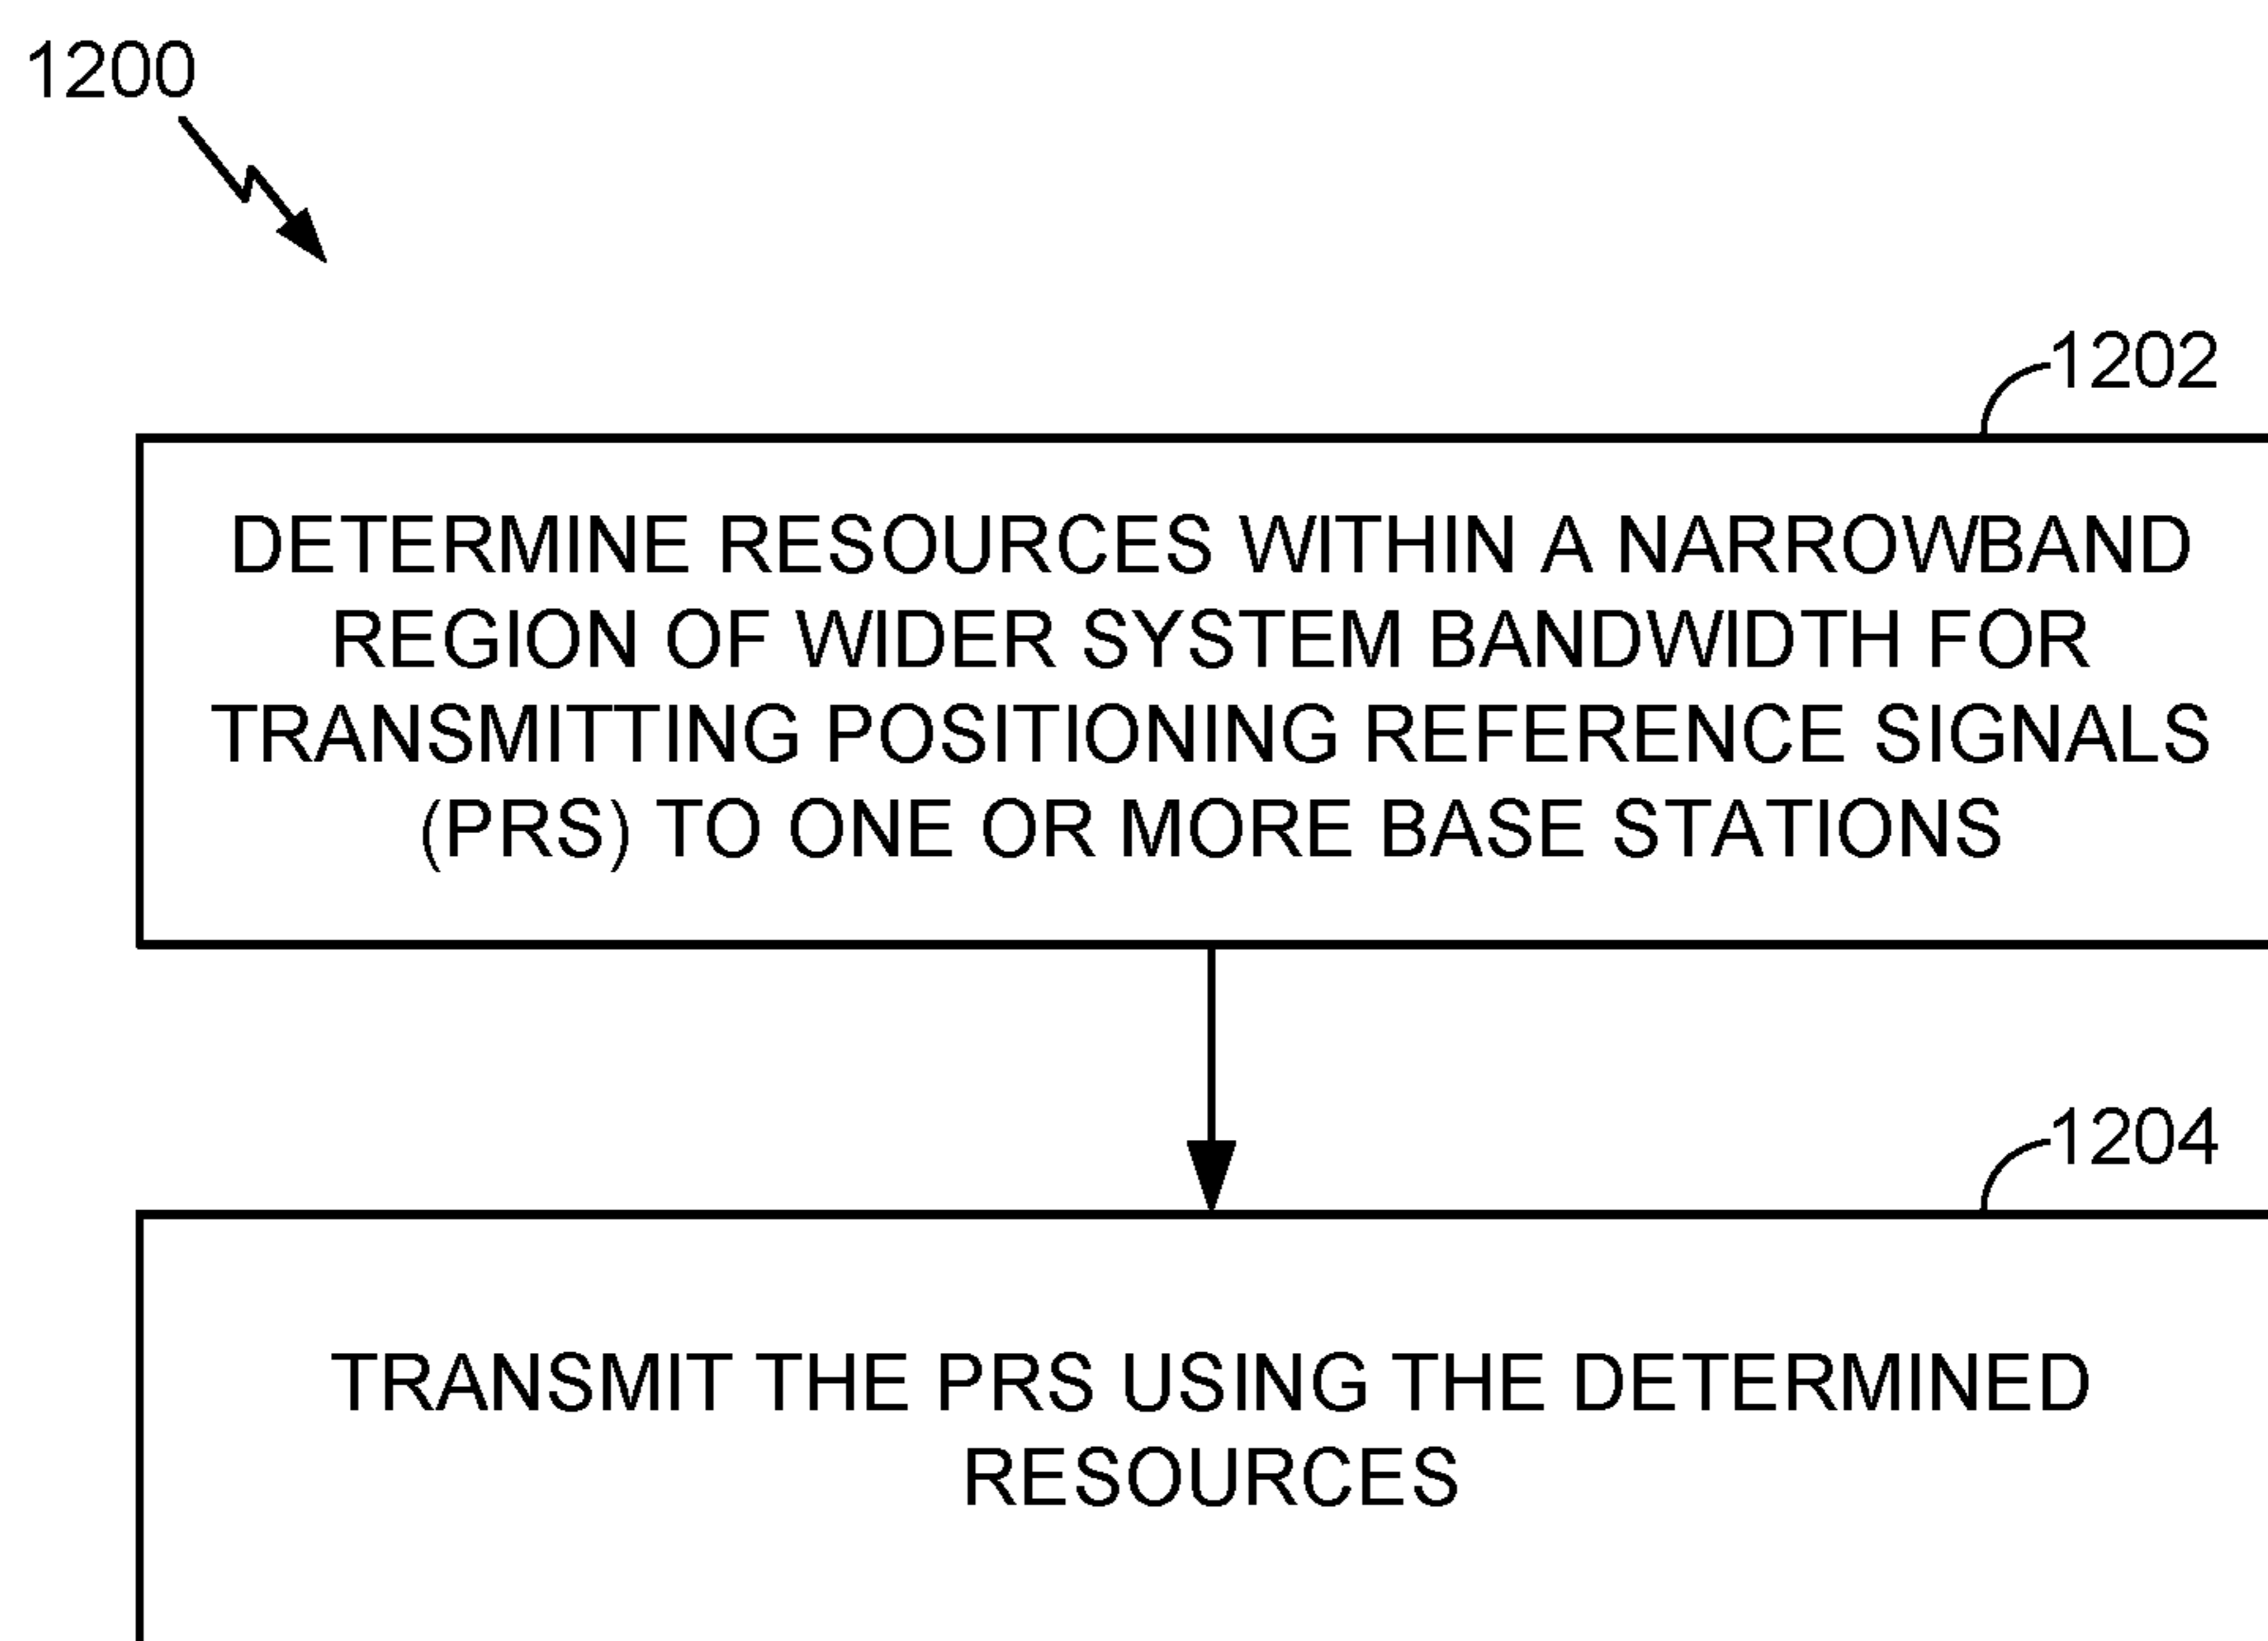 1200
1202
DETERMINE RESOURCES WITHIN A NARROWBAND
REGION OF WIDER SYSTEM BANDWIDTH FOR
TRANSMITTING POSITIONING REFERENCE SIGNALS
(PRS) TO ONE OR MORE BASE STATIONS
1204
TRANSMIT THE PRS USING THE DETERMINED
RESOURCES